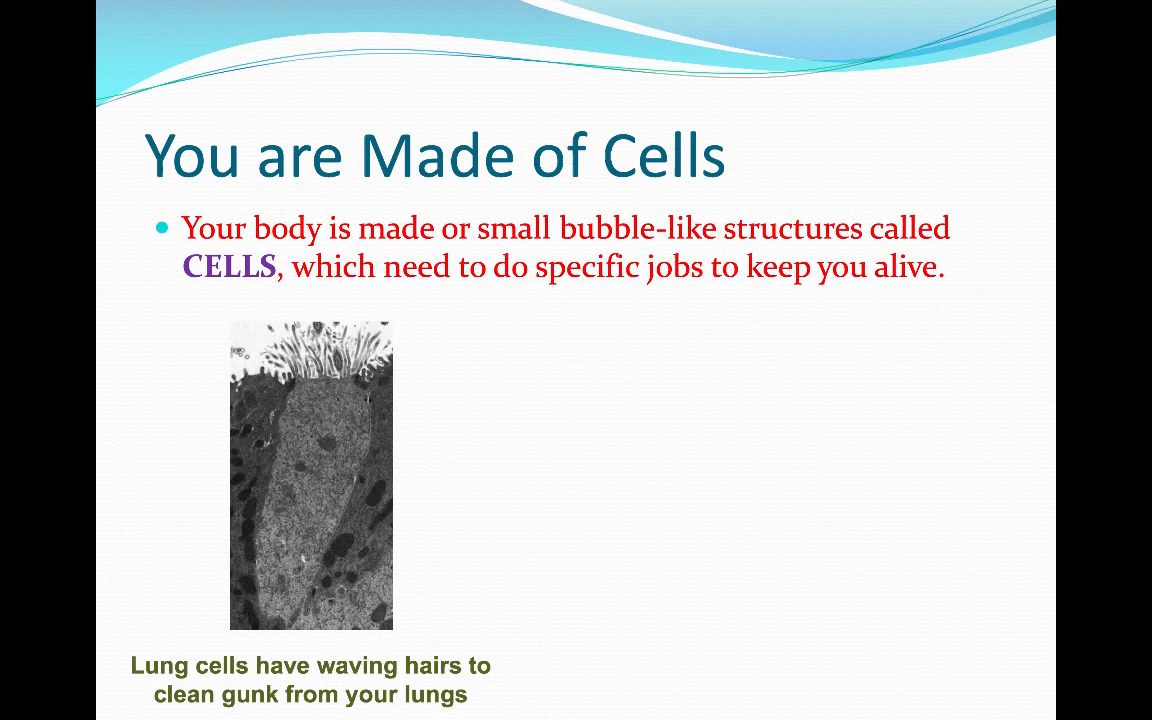 You are Made of Cells
Your body is made or small bubble-like structures called
CELLS, which need to do specific jobs to keep you alive.
Lung cells have waving hairs to
clean gunk from your lungs